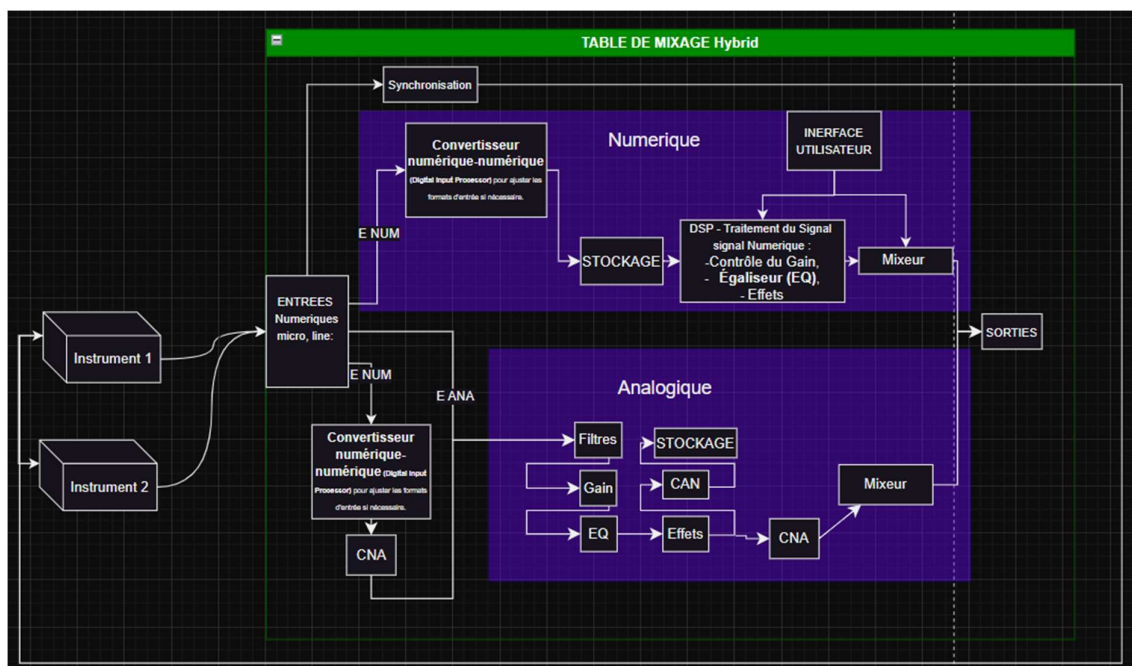 TABLE DE MIXAGE Hybrid
Synchronisation
Numerique
INERFACE
UTILISATEUR
Convertisseur
numérique-numérique
(Digital Input Prosessor) pour ajuster les
formats d'entrée si nécessaire.
E NUM
STOCKAGE
DSP - Traitement du Signal
signal Numerique :
-Contrôle du Gain,
- Égaliseur (EQ),
- Effets
Mixeur
ENTREES
Numeriques
micro, line:
SORTIES
Instrument 1
E NUM
E ANA
Analogique
Convertisseur
numérique-
numérique (Digital Input
Prosessor) pour ajuster les formats
d'entrée si nécessaire.
Filtres
STOCKAGE
Instrument 2
Gain
CAN
Mixeur
EQ
Effets
CNA
CNA